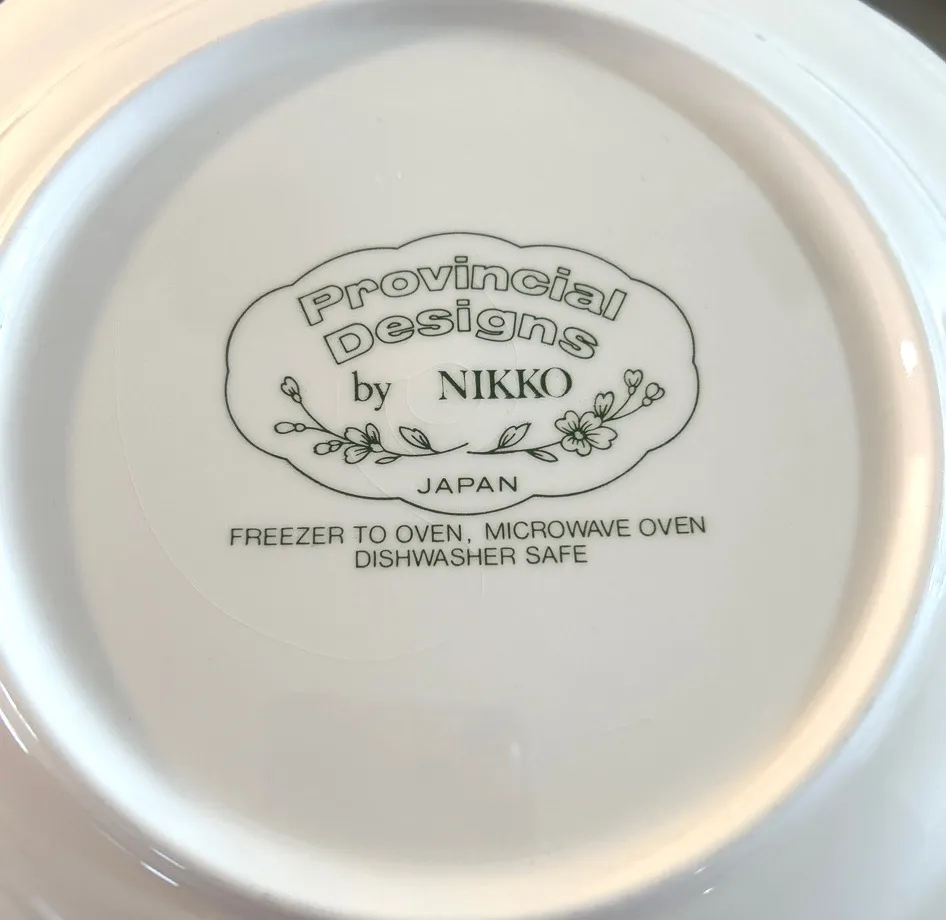 Provincial
Designs
by NIKKO
JAPAN
FREEZER TO OVEN, MICROWAVE OVEN
DISHWASHER SAFE